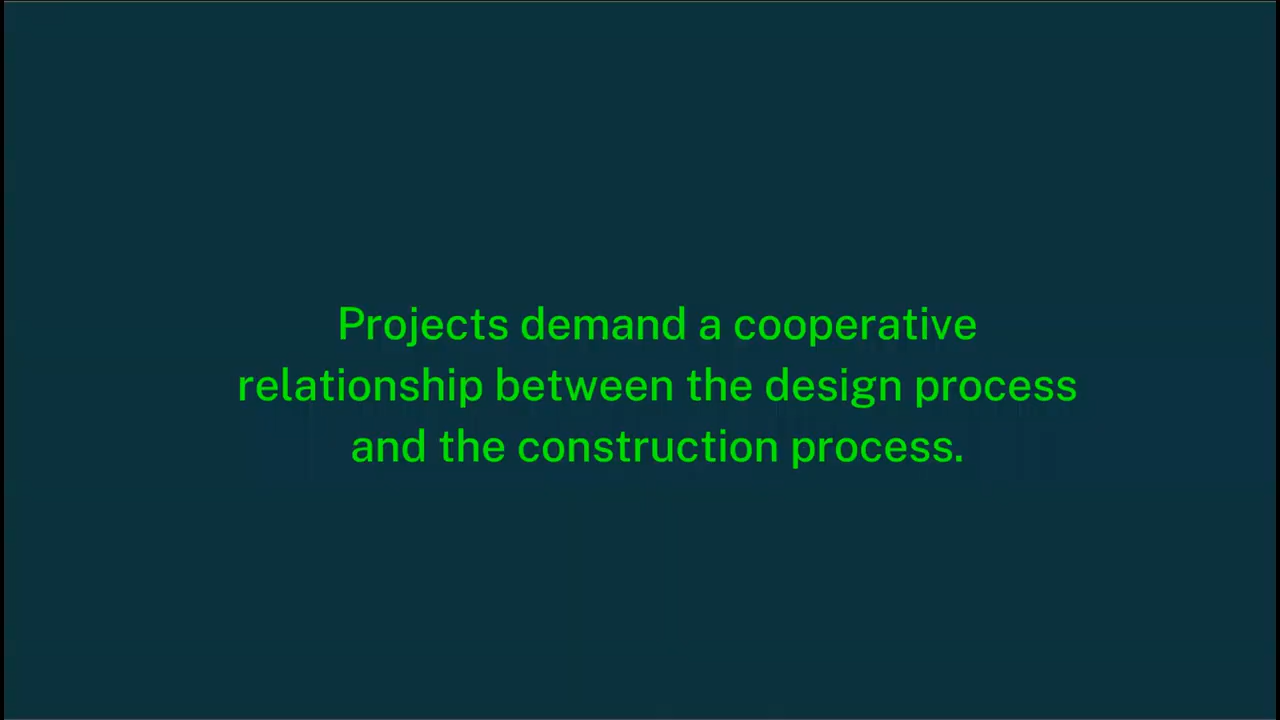 Projects demand a cooperative
relationship between the design process
and the construction process.